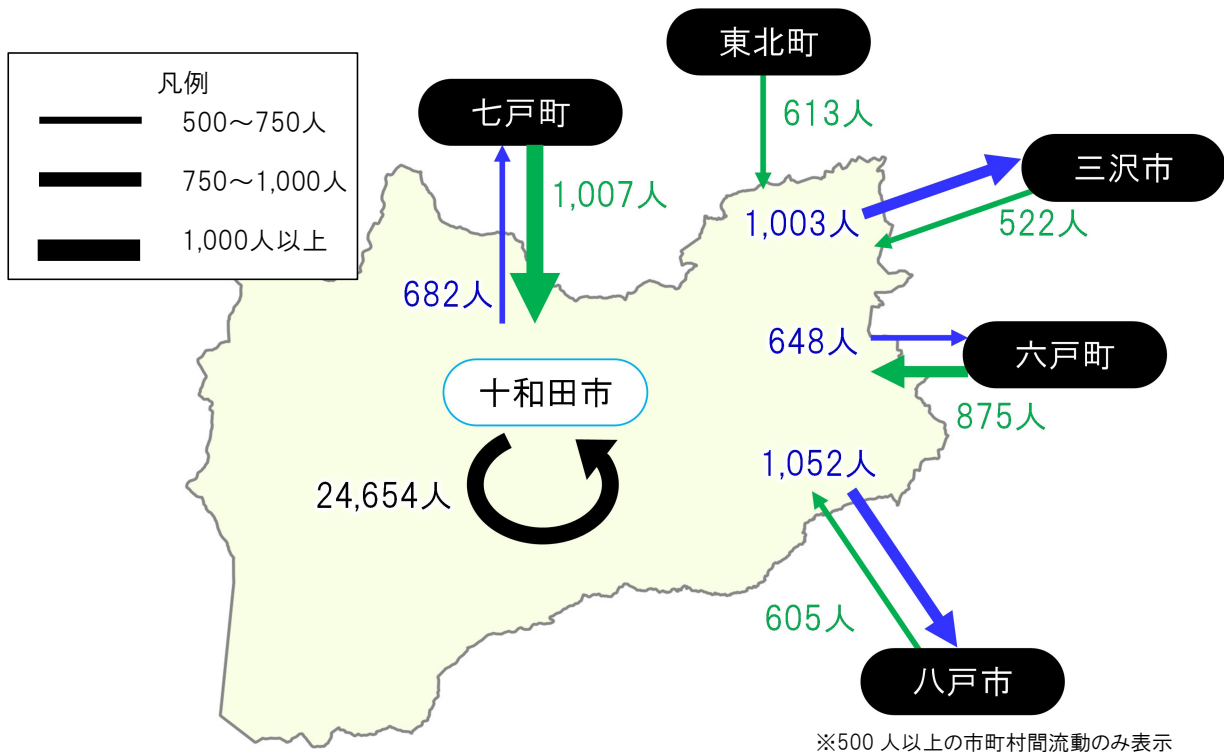 東北町
凡例
500～750人
750～1,000人
1,000人以上
七戸町
613人
三沢市
1,007人
1,003人
522人
682人
648人
六戸町
十和田市
875人
1,052人
24,654人
605人
八戸市
※500 人以上の市町村間流動のみ表示